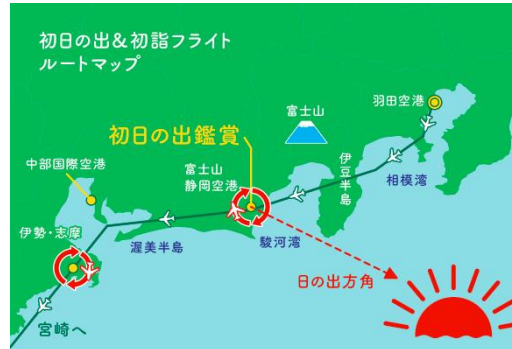 初日の出&初詣フライト
ルートマップ
羽田空港
富士山
初日の出鑑賞
中部国際空港
富士山
静岡空港
伊豆半島
相模湾
伊勢・志摩
渥美半島
駿河湾
日の出方角
宮崎へ